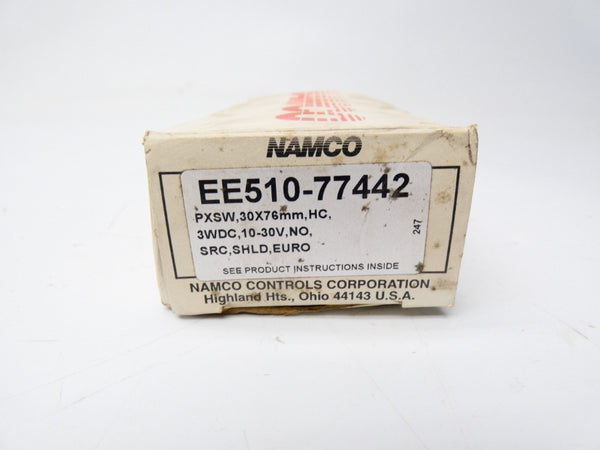 NAMCO
EE510-77442
PXSW,30X76mm,HC,
3WDC,10-30V,NO,
SRC,SHLD,EURO
247
SEE PRODUCT INSTRUCTIONS INSIDE
NAMCO CONTROLS CORPORATION
Highland Hts., Ohio 44143 U.S.A.